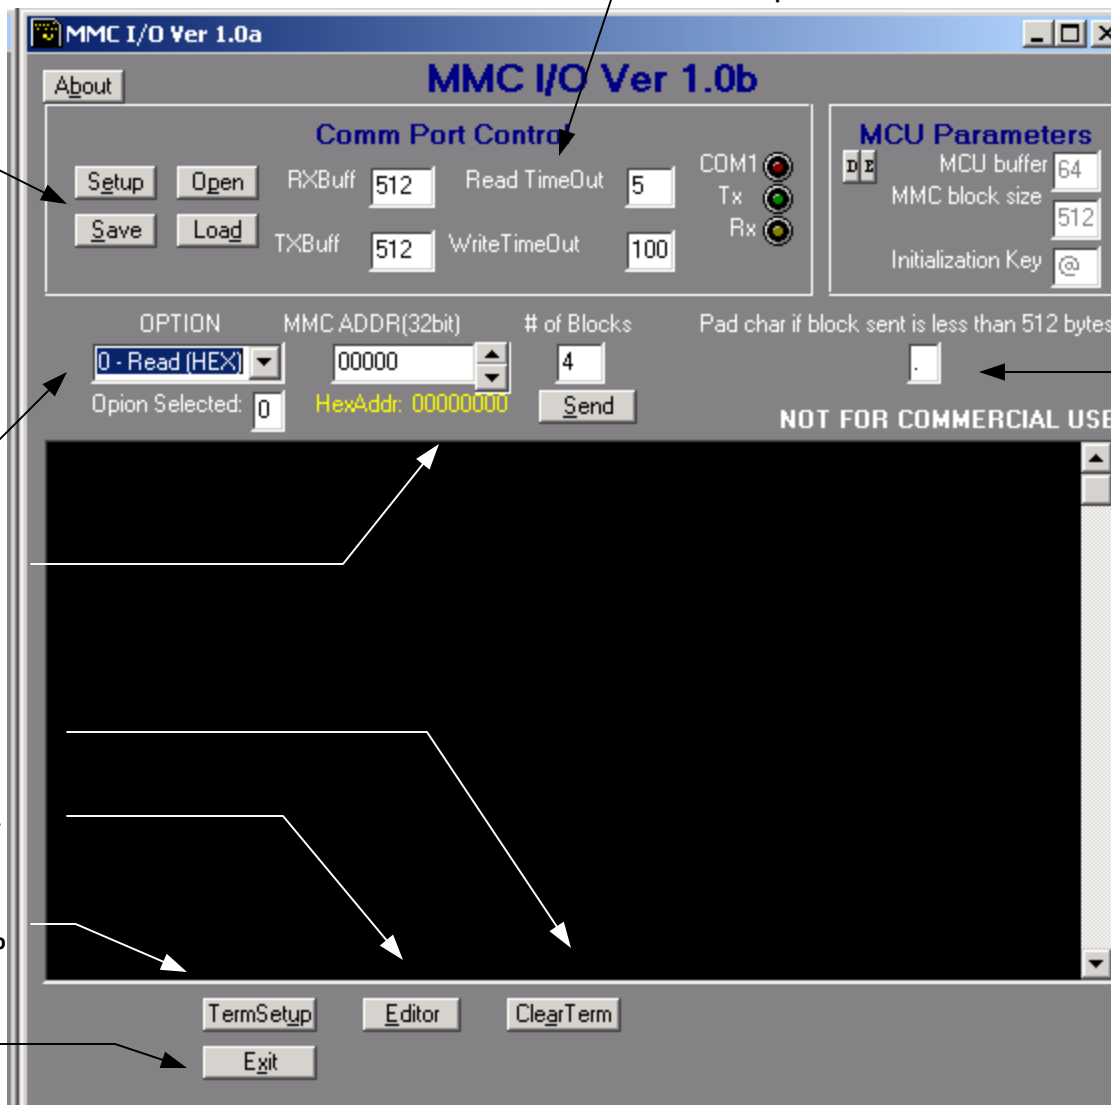 MMC I/O Ver 1.0a
About
MMC I/O Ver 1.0b
Comm Port Control
Setup Open RXBuff 512 Read TimeOut 5 COM1
Tx
Save Load TXBuff 512 WriteTimeOut 100 Rx
MCU Parameters
D E MCU buffer 64
MMC block size 512
Initialization Key @
OPTION MMC ADDR(32bit) # of Blocks Pad char if block sent is less than 512 bytes
0 - Read (HEX) 00000 4 .
Opion Selected: 0 HexAddr: 00000000 Send
NOT FOR COMMERCIAL USE
TermSetup Editor ClearTerm
Exit